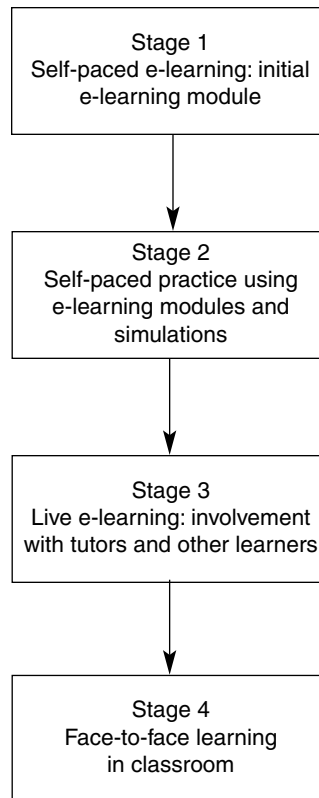 Stage 1
Self-paced e-learning: initial
e-learning module
Stage 2
Self-paced practice using
e-learning modules and
simulations
Stage 3
Live e-learning: involvement
with tutors and other learners
Stage 4
Face-to-face learning
in classroom